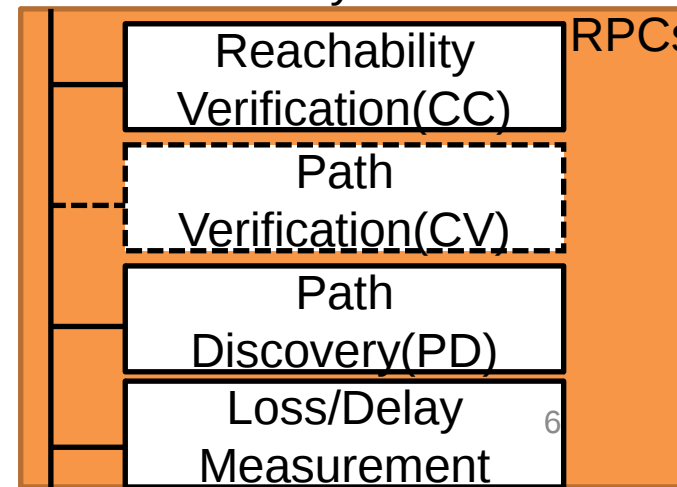 RPCs
Reachability
Verification(CC)
Path
Verification(CV)
Path
Discovery(PD)
Loss/Delay
6
Measurement